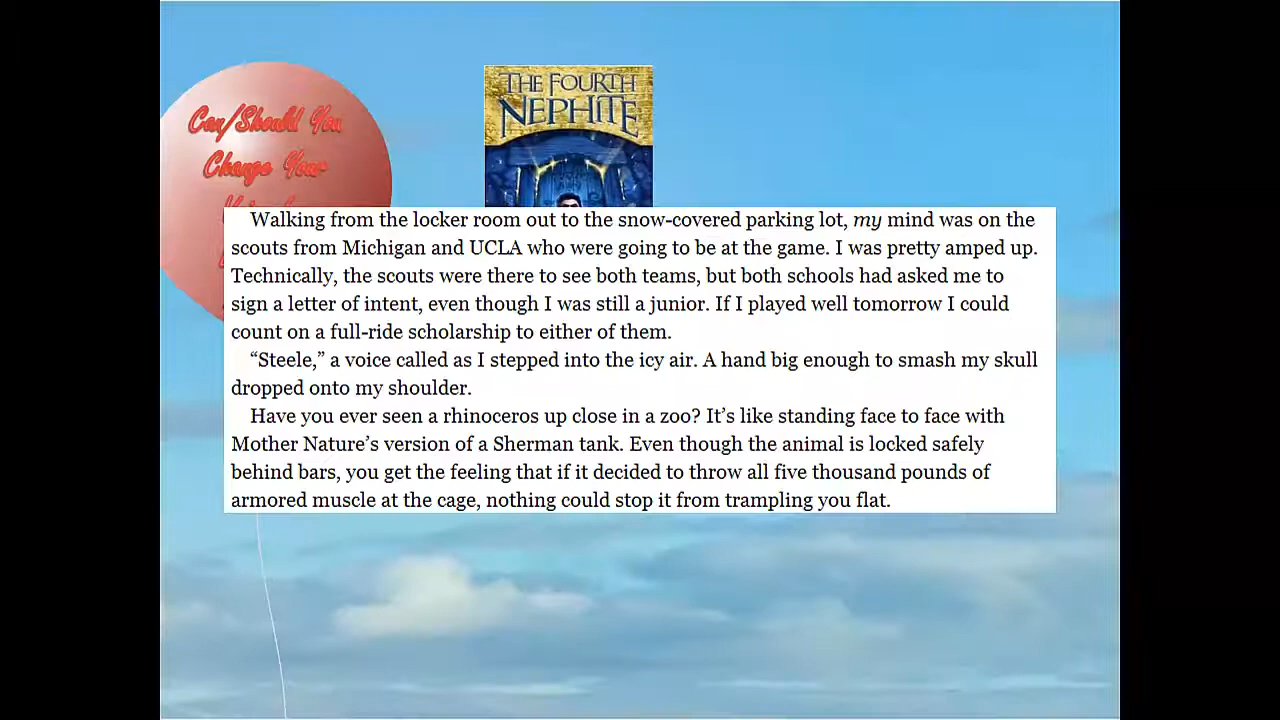 Can/Should You
Change Your
THE FOURTH
NEPHITE
Walking from the locker room out to the snow-covered parking lot, my mind was on the
scouts from Michigan and UCLA who were going to be at the game. I was pretty amped up.
Technically, the scouts were there to see both teams, but both schools had asked me to
sign a letter of intent, even though I was still a junior. If I played well tomorrow I could
count on a full-ride scholarship to either of them.
“Steele,” a voice called as I stepped into the icy air. A hand big enough to smash my skull
dropped onto my shoulder.
Have you ever seen a rhinoceros up close in a zoo? It’s like standing face to face with
Mother Nature’s version of a Sherman tank. Even though the animal is locked safely
behind bars, you get the feeling that if it decided to throw all five thousand pounds of
armored muscle at the cage, nothing could stop it from trampling you flat.